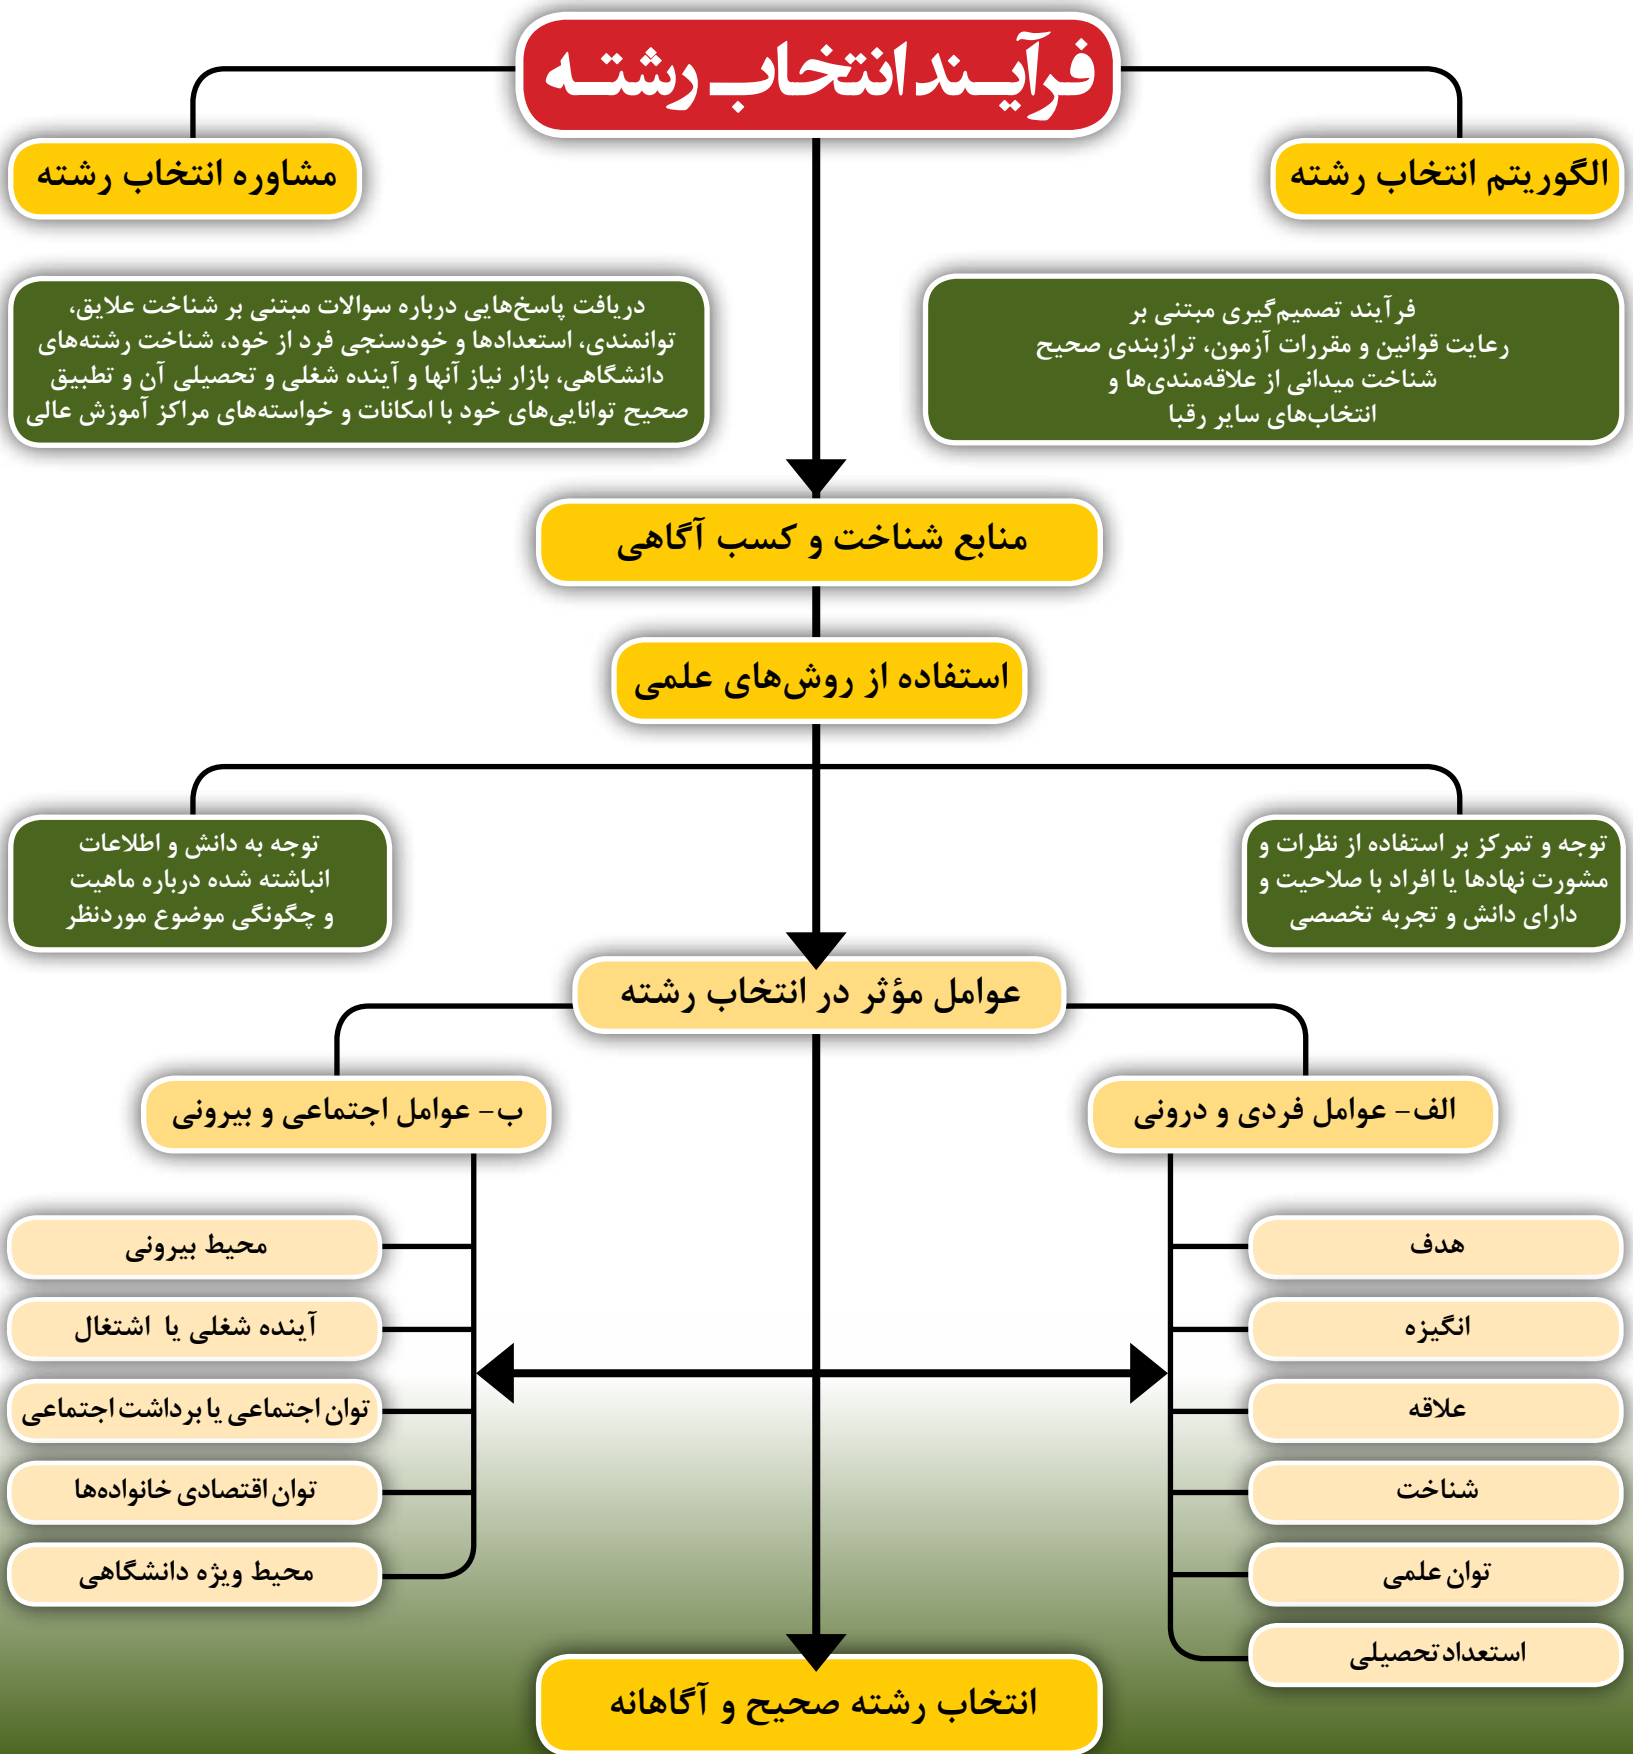 فرآیند انتخاب رشته
الگوریتم انتخاب رشته
مشاوره انتخاب رشته
فرآیند تصمیم‌گیری مبتنی بر
رعایت قوانین و مقررات آزمون، ترازبندی صحیح
شناخت میدانی از علاقه‌مندی‌ها و
انتخاب‌های سایر رقبا
دریافت پاسخ‌هایی درباره سوالات مبتنی بر شناخت علایق،
توانمندی، استعدادها و خودسنجی فرد از خود، شناخت رشته‌های
دانشگاهی، بازار نیاز آنها و آینده شغلی و تحصیلی آن و تطبیق
صحیح توانایی‌های خود با امکانات و خواسته‌های مراکز آموزش عالی
منابع شناخت و کسب آگاهی
استفاده از روش‌های علمی
توجه و تمرکز بر استفاده از نظرات و
مشورت نهادها یا افراد با صلاحیت و
دارای دانش و تجربه تخصصی
توجه به دانش و اطلاعات
انباشته شده درباره ماهیت
و چگونگی موضوع موردنظر
عوامل مؤثر در انتخاب رشته
الف- عوامل فردی و درونی
هدف
انگیزه
علاقه
شناخت
توان علمی
استعداد تحصیلی
ب- عوامل اجتماعی و بیرونی
محیط بیرونی
آینده شغلی یا اشتغال
توان اجتماعی یا برداشت اجتماعی
توان اقتصادی خانواده‌ها
محیط ویژه دانشگاهی
انتخاب رشته صحیح و آگاهانه